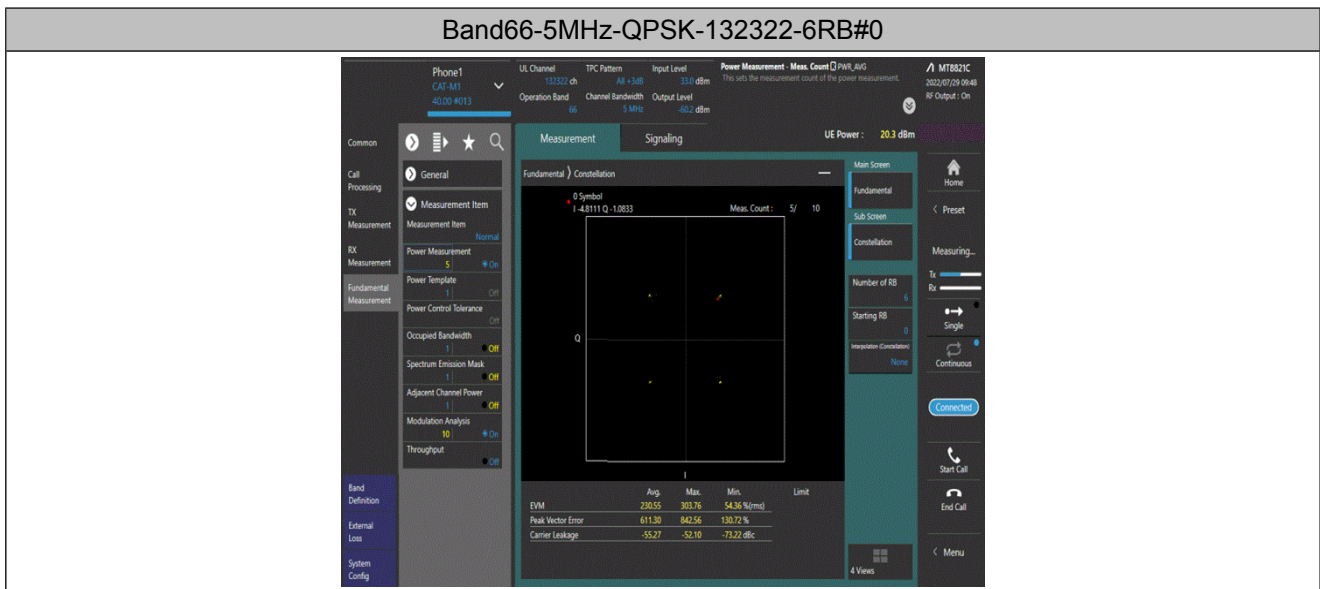 Band66-5MHz-QPSK-132322-6RB#0
Phone1
CAT-M1
40.00 #013
UL Channel
132322 ch
TPC Pattern
All +3dB
Input Level
33.0 dBm
Operation Band
66
Channel Bandwidth
5 MHz
Output Level
-60.2 dBm
Power Measurement - Meas. Count PWR_AVG
This sets the measurement count of the power measurement.
MT8821C
2022/07/29 09:48
RF Output : On
Common
Call
Processing
TX
Measurement
RX
Measurement
Fundamental
Measurement
Band
Definition
External
Loss
System
Config
General
Measurement Item
Measurement Item
Normal
Power Measurement
5 On
Power Template
1 Off
Power Control Tolerance
Off
Occupied Bandwidth
1 Off
Spectrum Emission Mask
1 Off
Adjacent Channel Power
1 Off
Modulation Analysis
10 On
Throughput
Off
Measurement Signaling
UE Power : 20.3 dBm
Fundamental Constellation
0 Symbol
I -4.8111 Q -1.0833
Meas. Count : 5/ 10
Q
I
Avg. Max. Min. Limit
EVM 230.55 303.76 54.36 %(rms)
Peak Vector Error 611.30 842.56 130.72 %
Carrier Leakage -55.27 -52.10 -73.22 dBc
Main Screen
Fundamental
Sub Screen
Constellation
Number of RB
6
Starting RB
0
Interpolation (Constellation)
None
4 Views
Home
< Preset
Measuring...
Tx
Rx
Single
Continuous
Connected
Start Call
End Call
< Menu